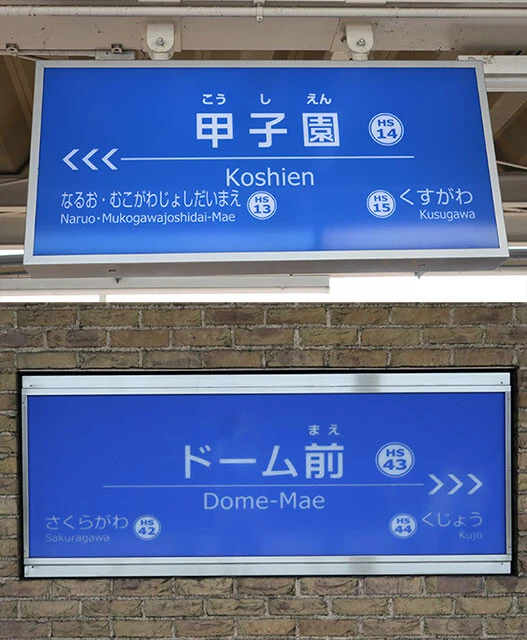 こう し えん
甲子園 HS 14
Koshien
なるお・むこがわじょしだいまえ HS 13
Naruo・Mukogawajoshidai-Mae
HS 15 くすがわ
Kusugawa
まえ
ドーム前 HS 43
Dome-Mae
さくらがわ HS 42
Sakuragawa
HS 44 くじょう
Kujo